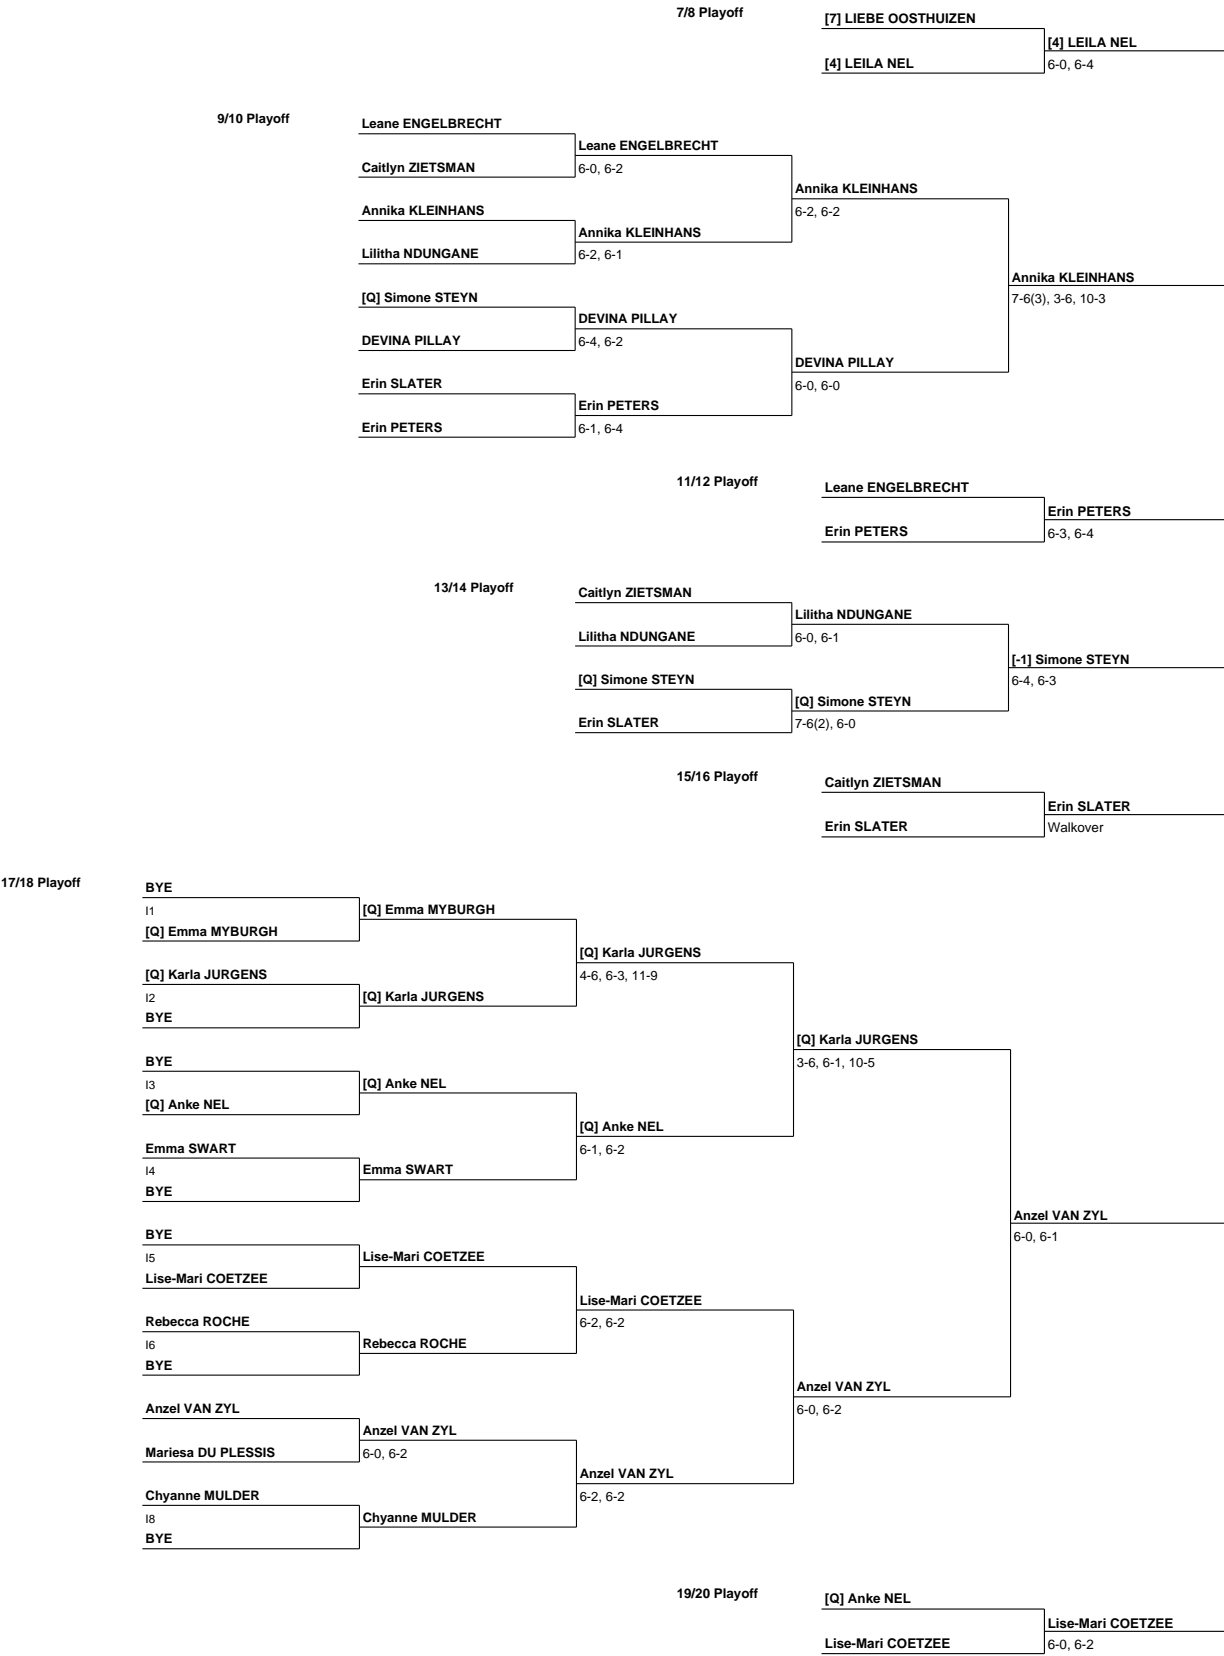 7/8 Playoff
[7] LIEBE OOSTHUIZEN
[4] LEILA NEL
[4] LEILA NEL
6-0, 6-4
9/10 Playoff
Leane ENGELBRECHT
Leane ENGELBRECHT
Caitlyn ZIETSMAN
6-0, 6-2
Annika KLEINHANS
Annika KLEINHANS
6-2, 6-2
Annika KLEINHANS
Lilitha NDUNGANE
6-2, 6-1
Annika KLEINHANS
7-6(3), 3-6, 10-3
[Q] Simone STEYN
DEVINA PILLAY
DEVINA PILLAY
6-4, 6-2
DEVINA PILLAY
6-0, 6-0
Erin SLATER
Erin PETERS
Erin PETERS
6-1, 6-4
11/12 Playoff
Leane ENGELBRECHT
Erin PETERS
Erin PETERS
6-3, 6-4
13/14 Playoff
Caitlyn ZIETSMAN
Lilitha NDUNGANE
Lilitha NDUNGANE
6-0, 6-1
[-1] Simone STEYN
6-4, 6-3
[Q] Simone STEYN
[Q] Simone STEYN
Erin SLATER
7-6(2), 6-0
15/16 Playoff
Caitlyn ZIETSMAN
Erin SLATER
Erin SLATER
Walkover
17/18 Playoff
BYE
I1
[Q] Emma MYBURGH
[Q] Emma MYBURGH
[Q] Karla JURGENS
4-6, 6-3, 11-9
[Q] Karla JURGENS
I2
[Q] Karla JURGENS
BYE
[Q] Karla JURGENS
3-6, 6-1, 10-5
BYE
I3
[Q] Anke NEL
[Q] Anke NEL
[Q] Anke NEL
6-1, 6-2
Emma SWART
I4
Emma SWART
BYE
Anzel VAN ZYL
6-0, 6-1
BYE
I5
Lise-Mari COETZEE
Lise-Mari COETZEE
Lise-Mari COETZEE
6-2, 6-2
Rebecca ROCHE
I6
Rebecca ROCHE
BYE
Anzel VAN ZYL
6-0, 6-2
Anzel VAN ZYL
Anzel VAN ZYL
Mariesa DU PLESSIS
6-0, 6-2
Anzel VAN ZYL
6-2, 6-2
Chyanne MULDER
I8
Chyanne MULDER
BYE
19/20 Playoff
[Q] Anke NEL
Lise-Mari COETZEE
Lise-Mari COETZEE
6-0, 6-2